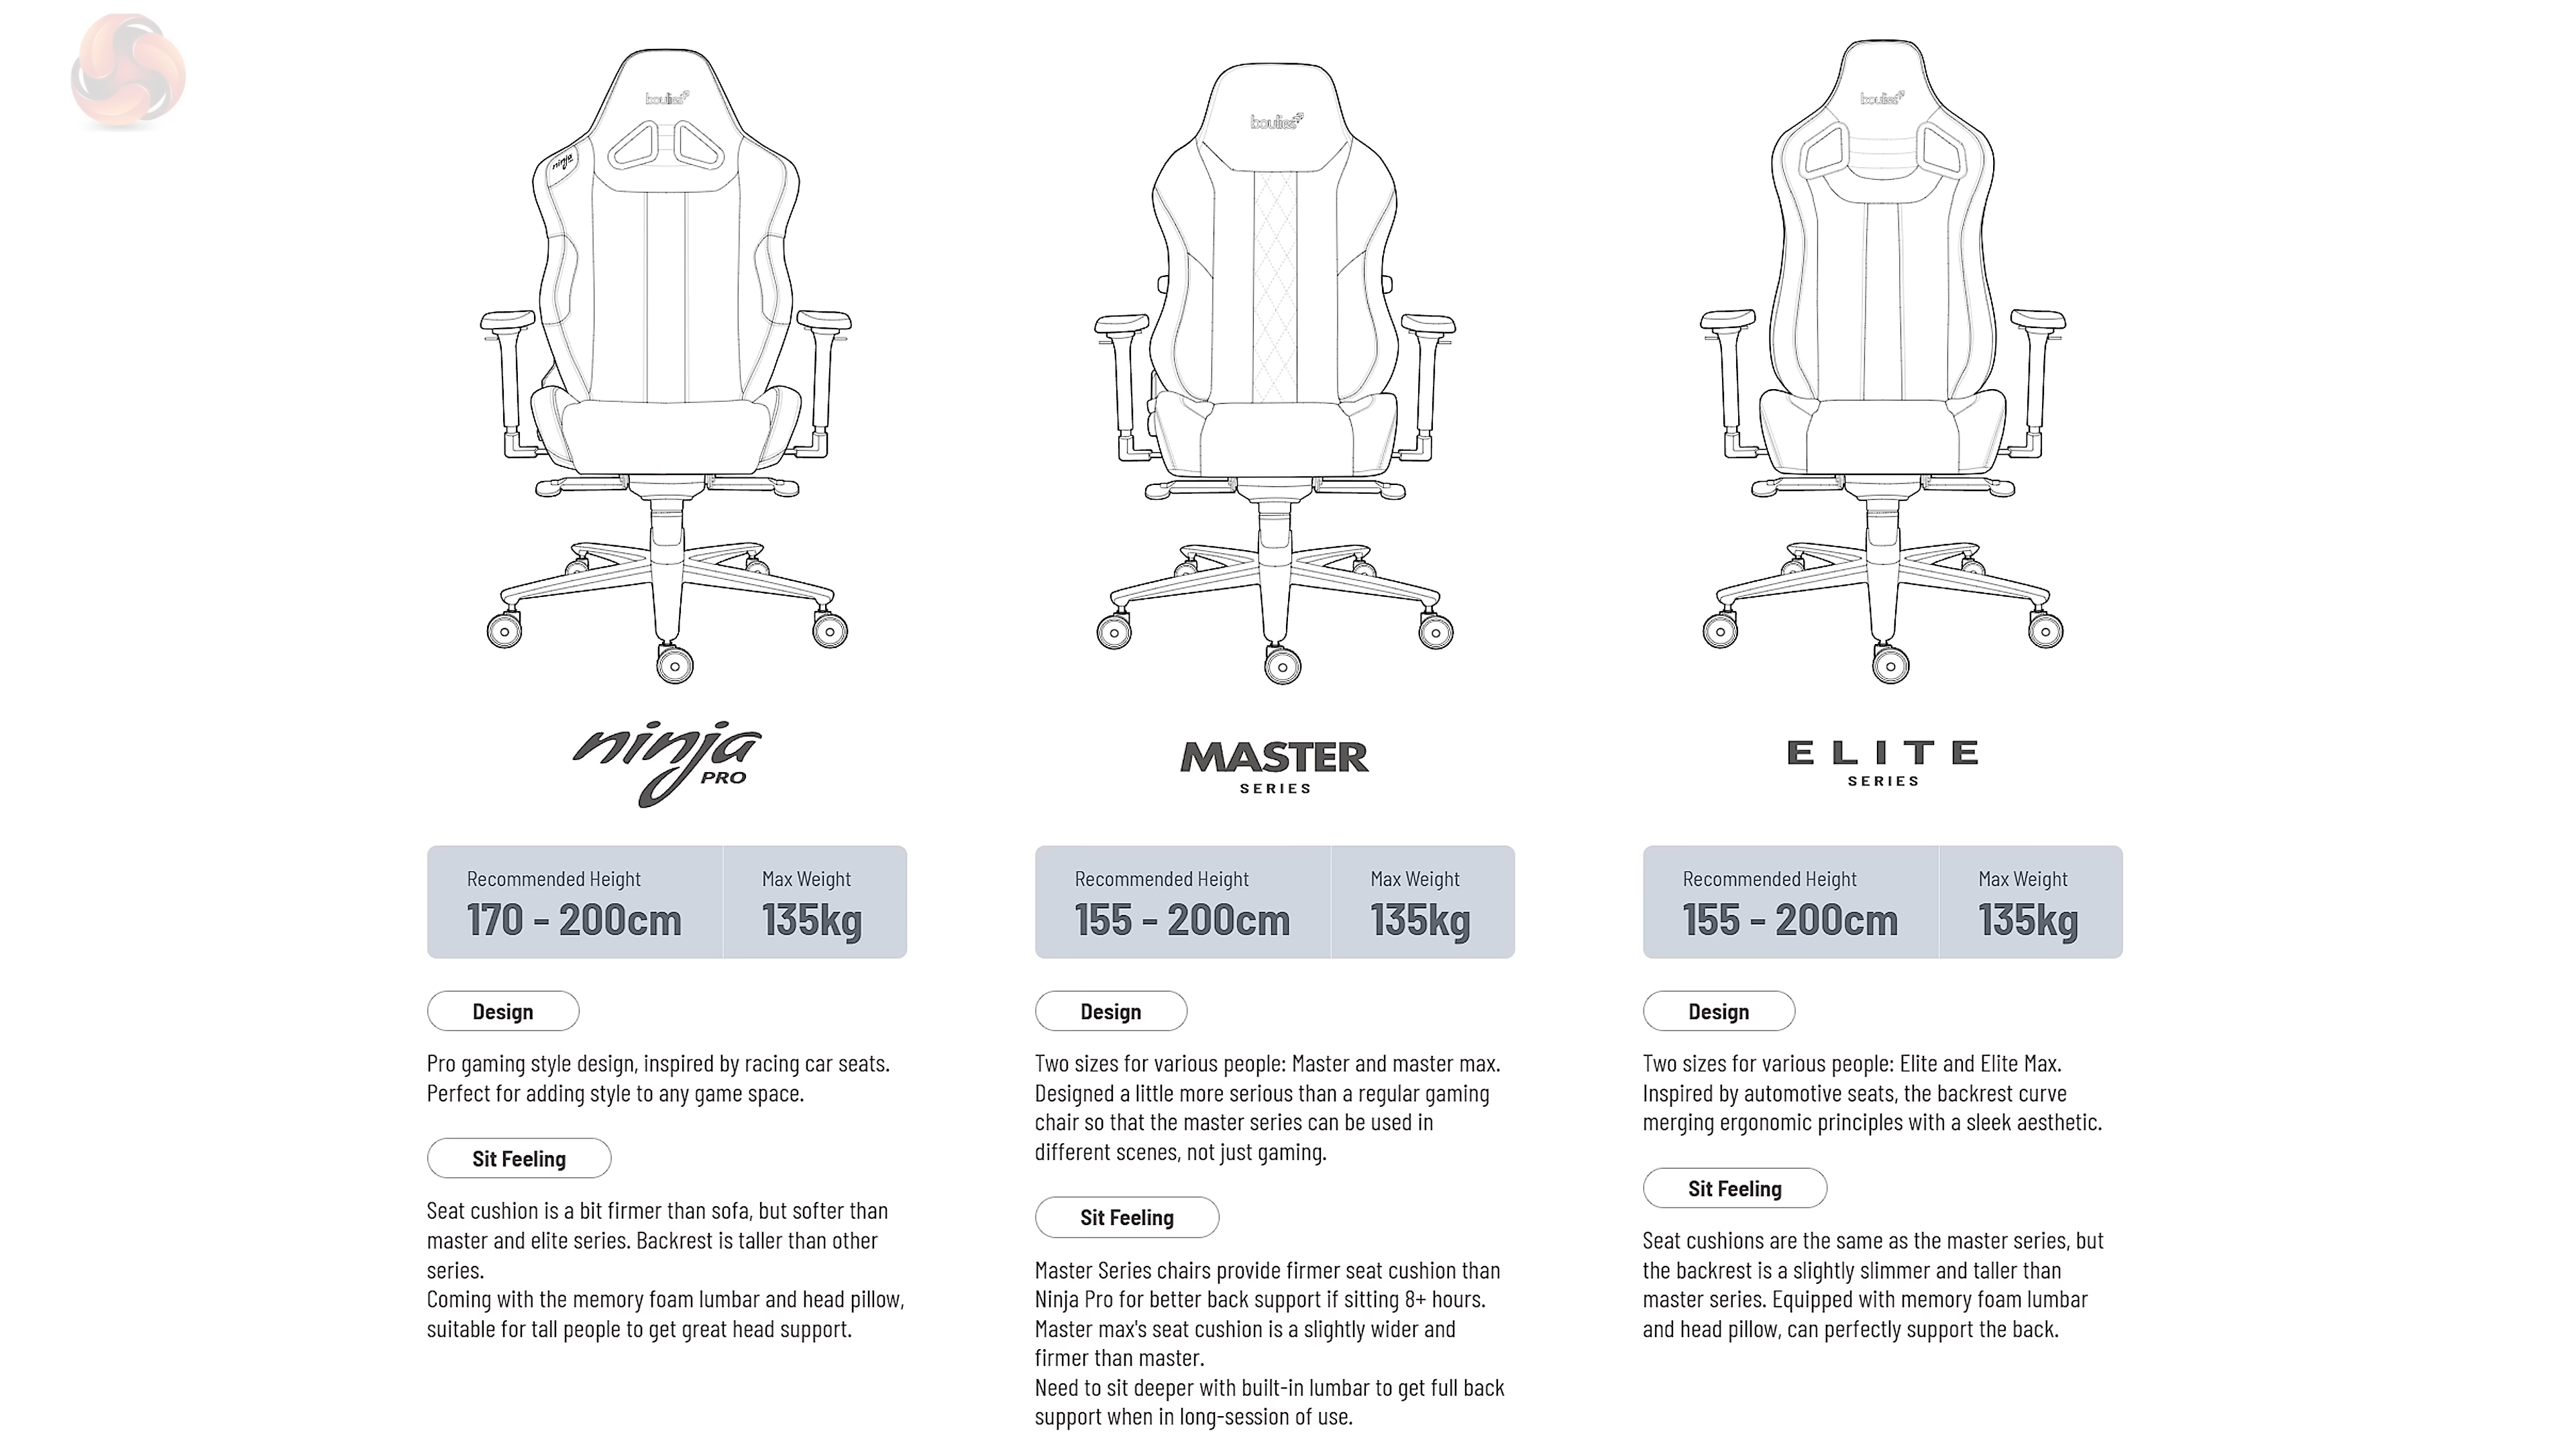 boulies
ninja
ninja
PRO
Recommended Height
170 - 200cm
Max Weight
135kg
Design
Pro gaming style design, inspired by racing car seats.
Perfect for adding style to any game space.
Sit Feeling
Seat cushion is a bit firmer than sofa, but softer than
master and elite series. Backrest is taller than other
series.
Coming with the memory foam lumbar and head pillow,
suitable for tall people to get great head support.
boulies
MASTER
SERIES
Recommended Height
155 - 200cm
Max Weight
135kg
Design
Two sizes for various people: Master and master max.
Designed a little more serious than a regular gaming
chair so that the master series can be used in
different scenes, not just gaming.
Sit Feeling
Master Series chairs provide firmer seat cushion than
Ninja Pro for better back support if sitting 8+ hours.
Master max's seat cushion is a slightly wider and
firmer than master.
Need to sit deeper with built-in lumbar to get full back
support when in long-session of use.
boulies
ELITE
SERIES
Recommended Height
155 - 200cm
Max Weight
135kg
Design
Two sizes for various people: Elite and Elite Max.
Inspired by automotive seats, the backrest curve
merging ergonomic principles with a sleek aesthetic.
Sit Feeling
Seat cushions are the same as the master series, but
the backrest is a slightly slimmer and taller than
master series. Equipped with memory foam lumbar
and head pillow, can perfectly support the back.